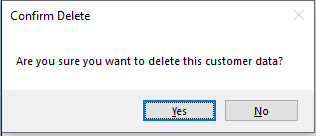 Confirm Delete
Are you sure you want to delete this customer data?
Yes
No